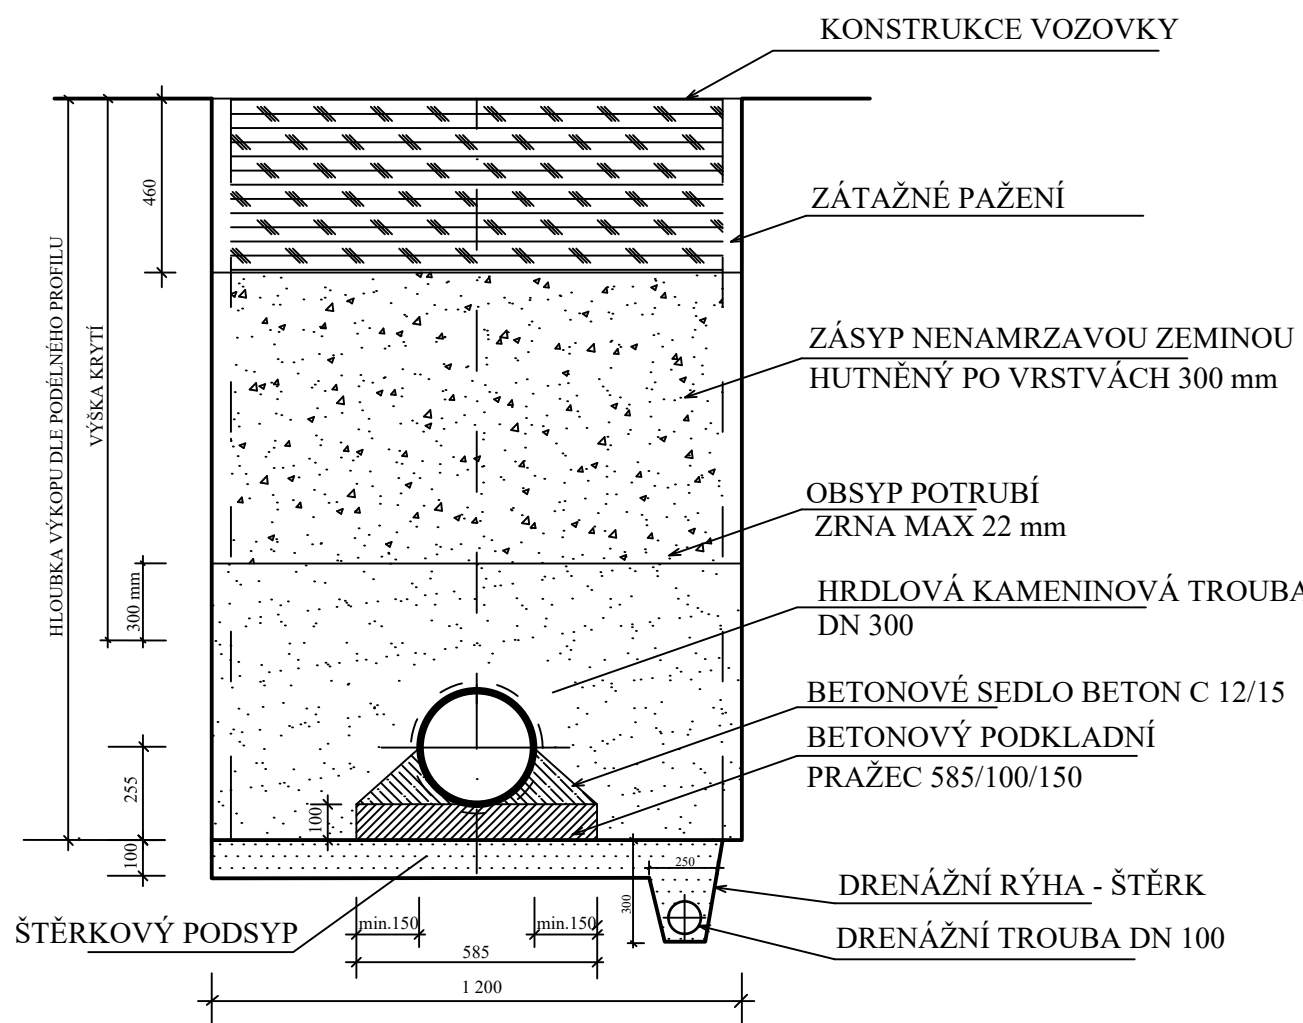 KONSTRUKCE VOZOVKY
460
ZÁTAŽNÉ PAŽENÍ
HLOUBKA VÝKOPU DLE PODÉLNÉHO PROFILU
VÝŠKA KRYTÍ
ZÁSYP NENAMRZAVOU ZEMINOU
HUTNĚNÝ PO VRSTVÁCH 300 mm
OBSYP POTRUBÍ
ZRNA MAX 22 mm
300 mm
HRDLOVÁ KAMENINOVÁ TROUBA
DN 300
BETONOVÉ SEDLO BETON C 12/15
BETONOVÝ PODKLADNÍ
PRAŽEC 585/100/150
255
100
100
250
300
DRENÁŽNÍ RÝHA - ŠTĚRK
ŠTĚRKOVÝ PODSYP
min.150
min.150
DRENÁŽNÍ TROUBA DN 100
585
1 200